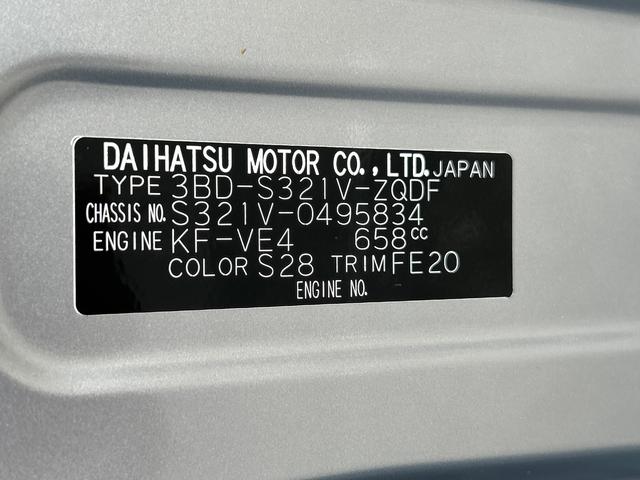 DAIHATSU MOTOR CO.,LTD.JAPAN
TYPE 3BD-S321V-ZQDF
CHASSIS NO.S321V-0495834
ENGINE KF-VE4 658cc
COLOR S28 TRIM FE20
ENGINE NO.